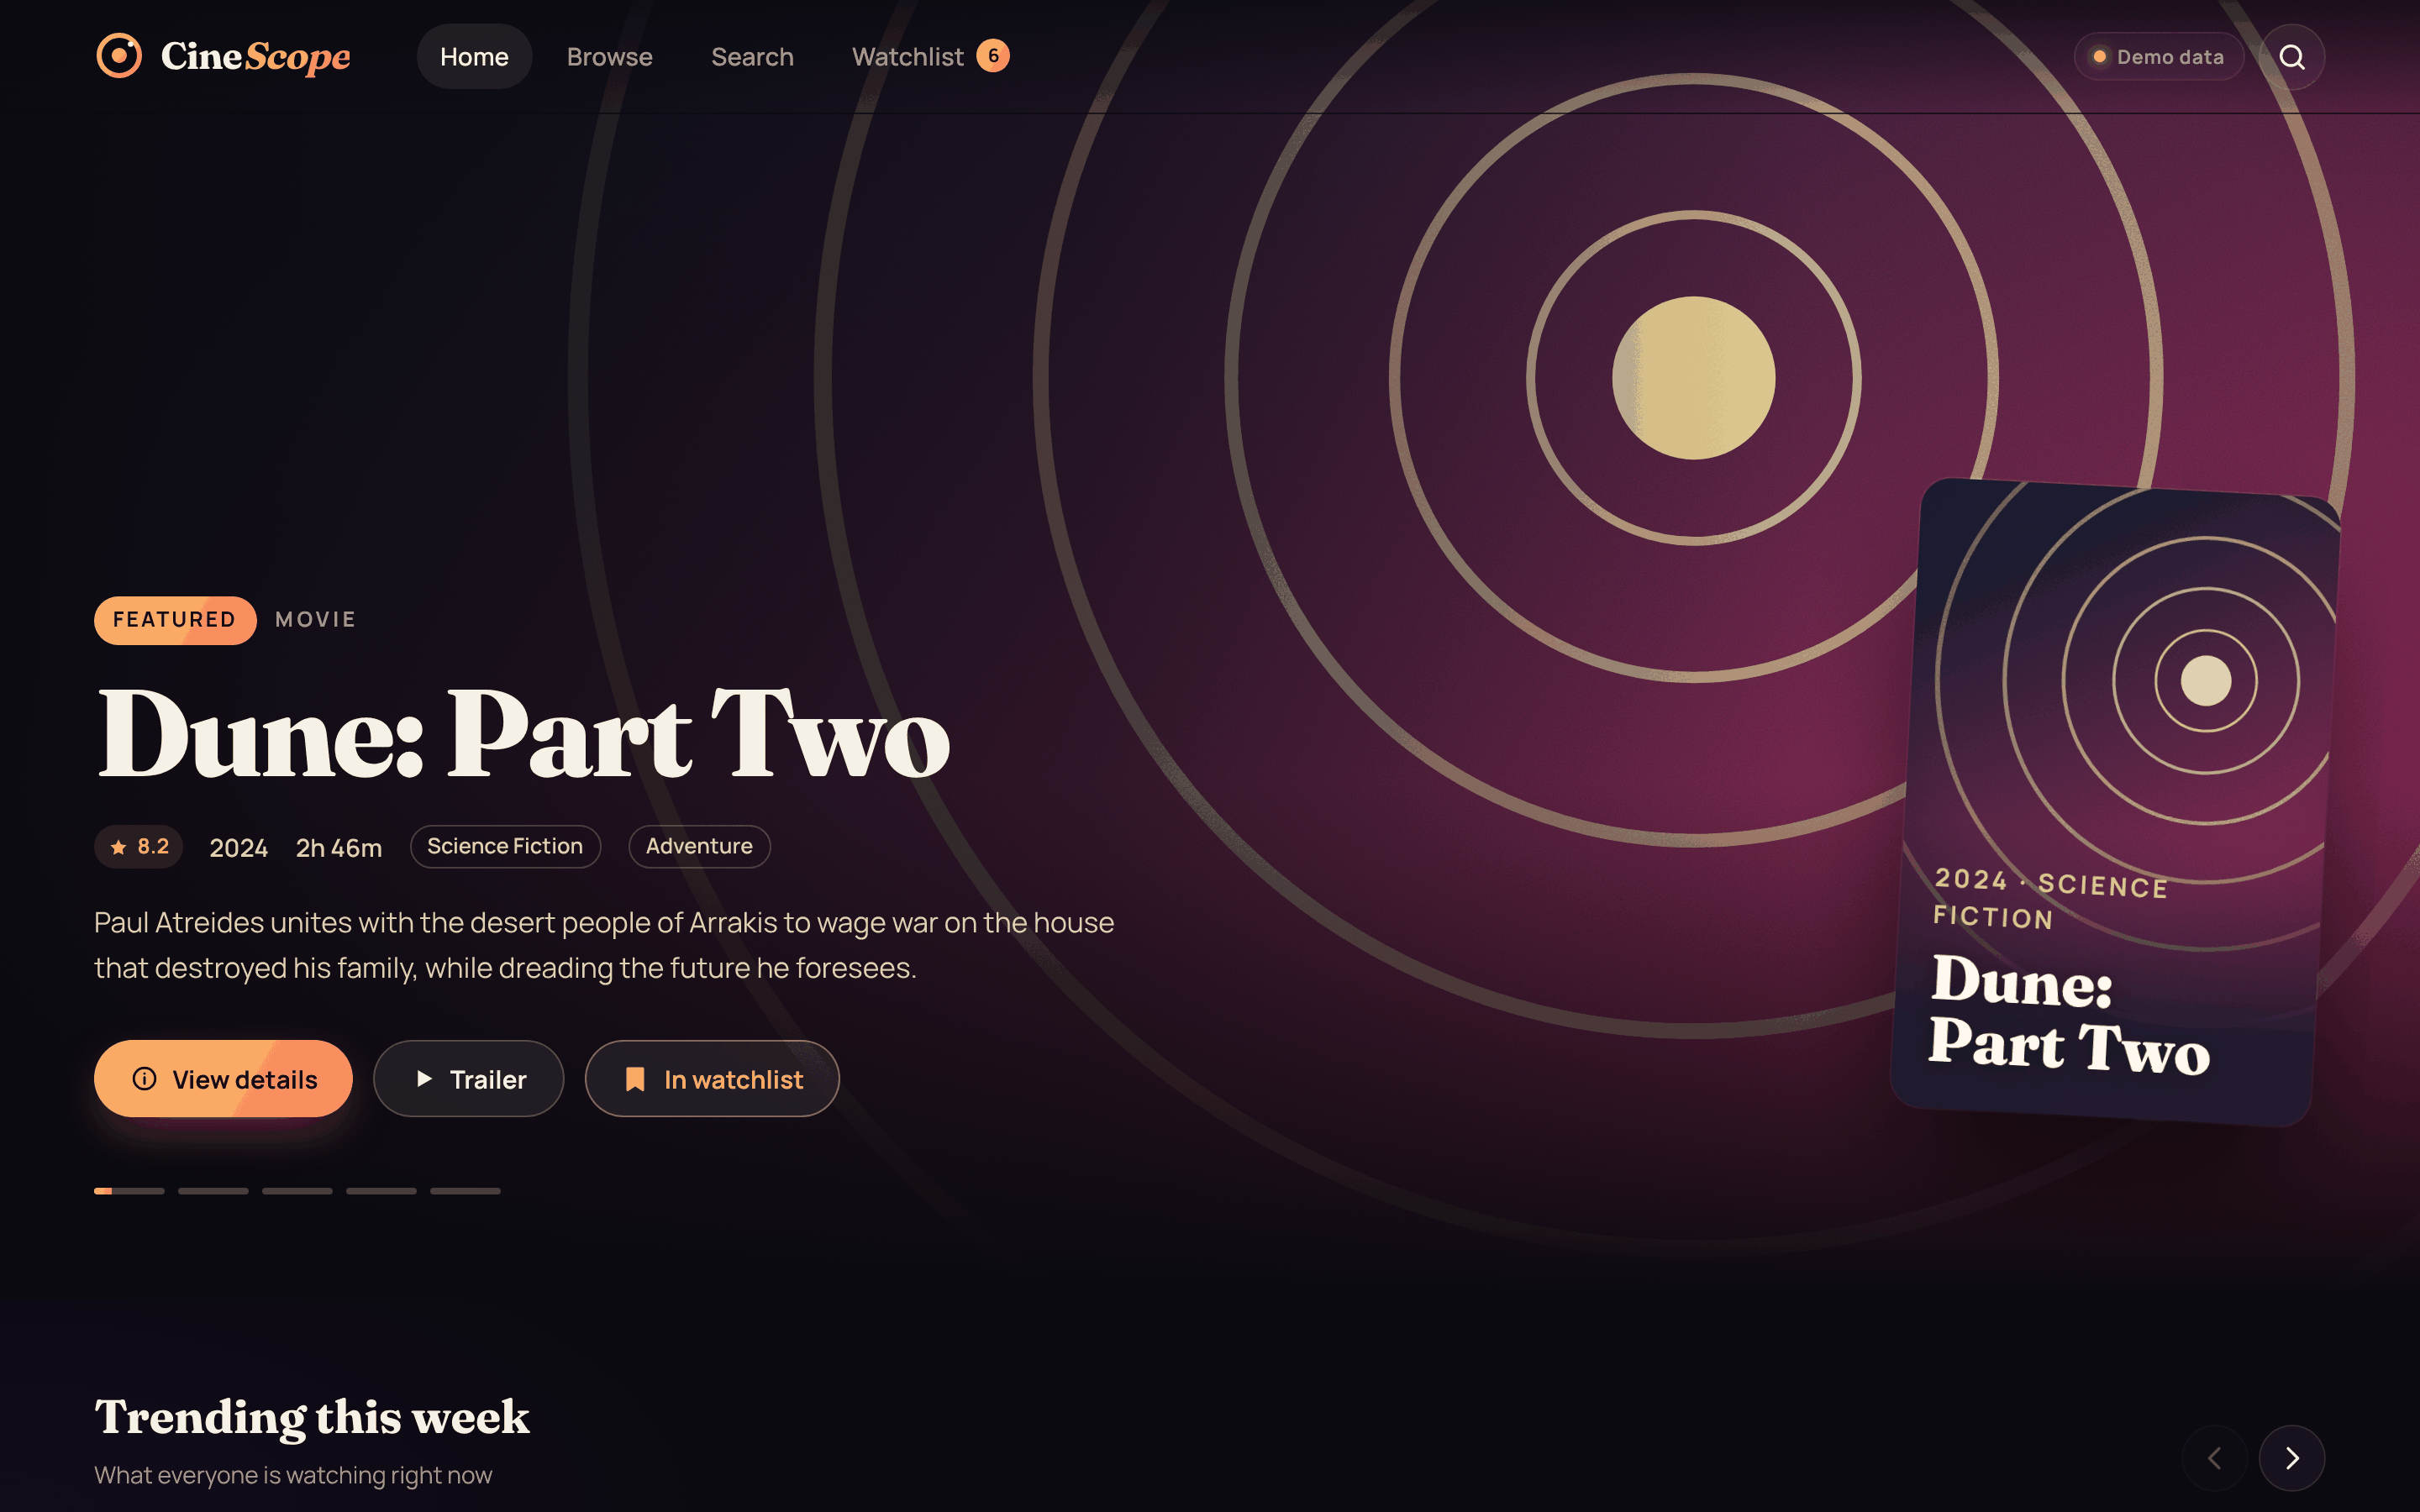 CineScope
Home
Browse
Search
Watchlist 6
Demo data
FEATURED
MOVIE
Dune: Part Two
8.2
2024
2h 46m
Science Fiction
Adventure
Paul Atreides unites with the desert people of Arrakis to wage war on the house
that destroyed his family, while dreading the future he foresees.
View details
Trailer
In watchlist
2024 · SCIENCE
FICTION
Dune:
Part Two
Trending this week
What everyone is watching right now